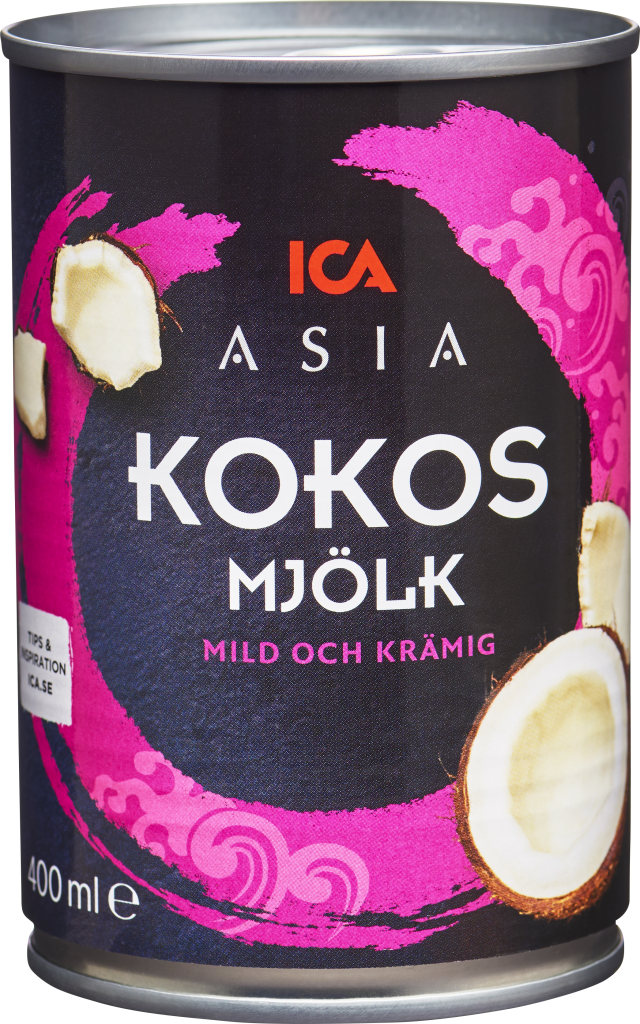 ICA
ASIA
KOKOS
MJÖLK
MILD OCH KRÄMIG
TIPS &
INSPIRATION
ICA.SE
400 ml ℮